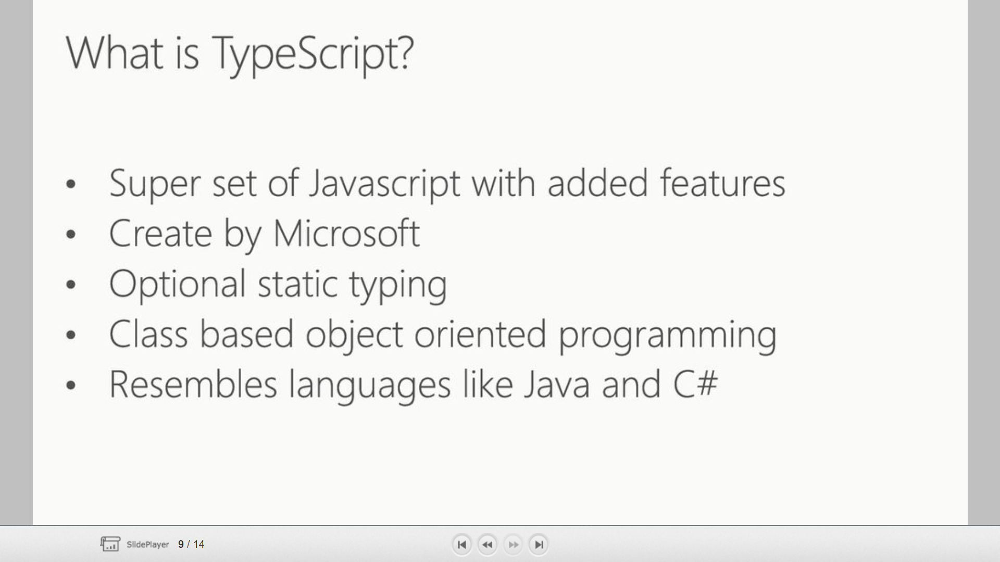 What is TypeScript?
• Super set of Javascript with added features
• Create by Microsoft
• Optional static typing
• Class based object oriented programming
• Resembles languages like Java and C#
SlidePlayer 9 / 14